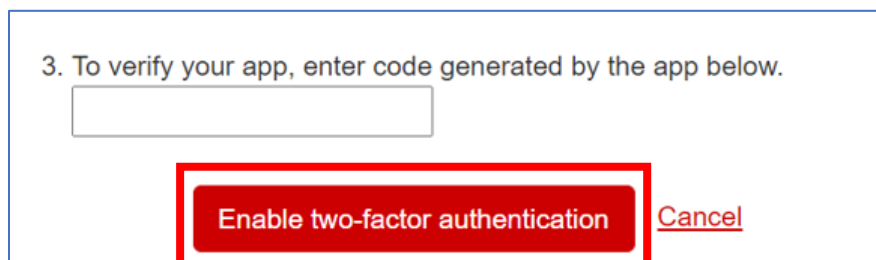 3. To verify your app, enter code generated by the app below.
Enable two-factor authentication Cancel